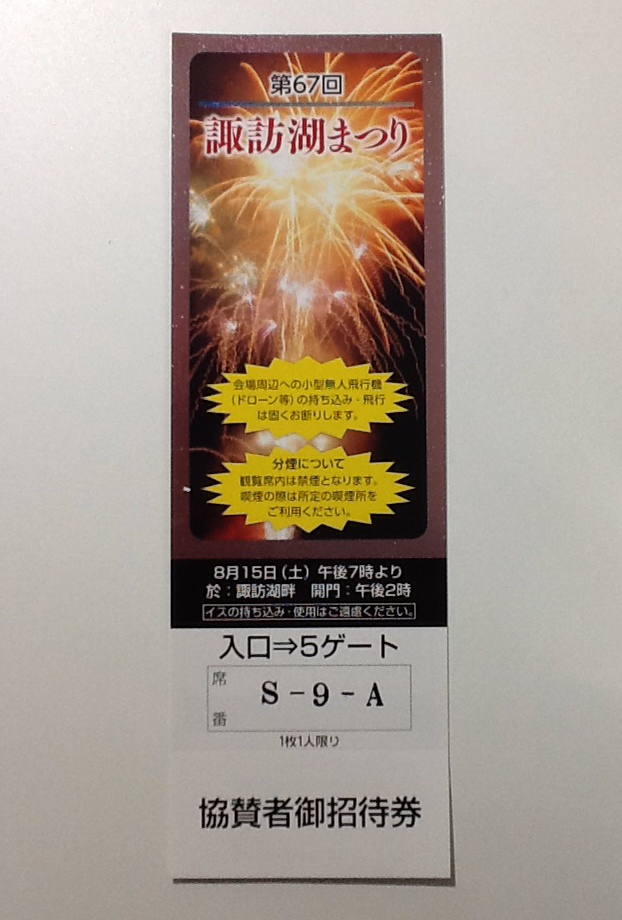 第67回
諏訪湖まつり
会場周辺への小型無人飛行機
(ドローン等)の持ち込み・飛行
は固くお断りします。
分煙について
観覧席内は禁煙となります。
喫煙の際は所定の喫煙所を
ご利用ください。
8月15日(土) 午後7時より
於:諏訪湖畔 開門:午後2時
イスの持ち込み・使用はご遠慮ください。
入口⇒5ゲート
席番 S-9-A
1枚1人限り
協賛者御招待券